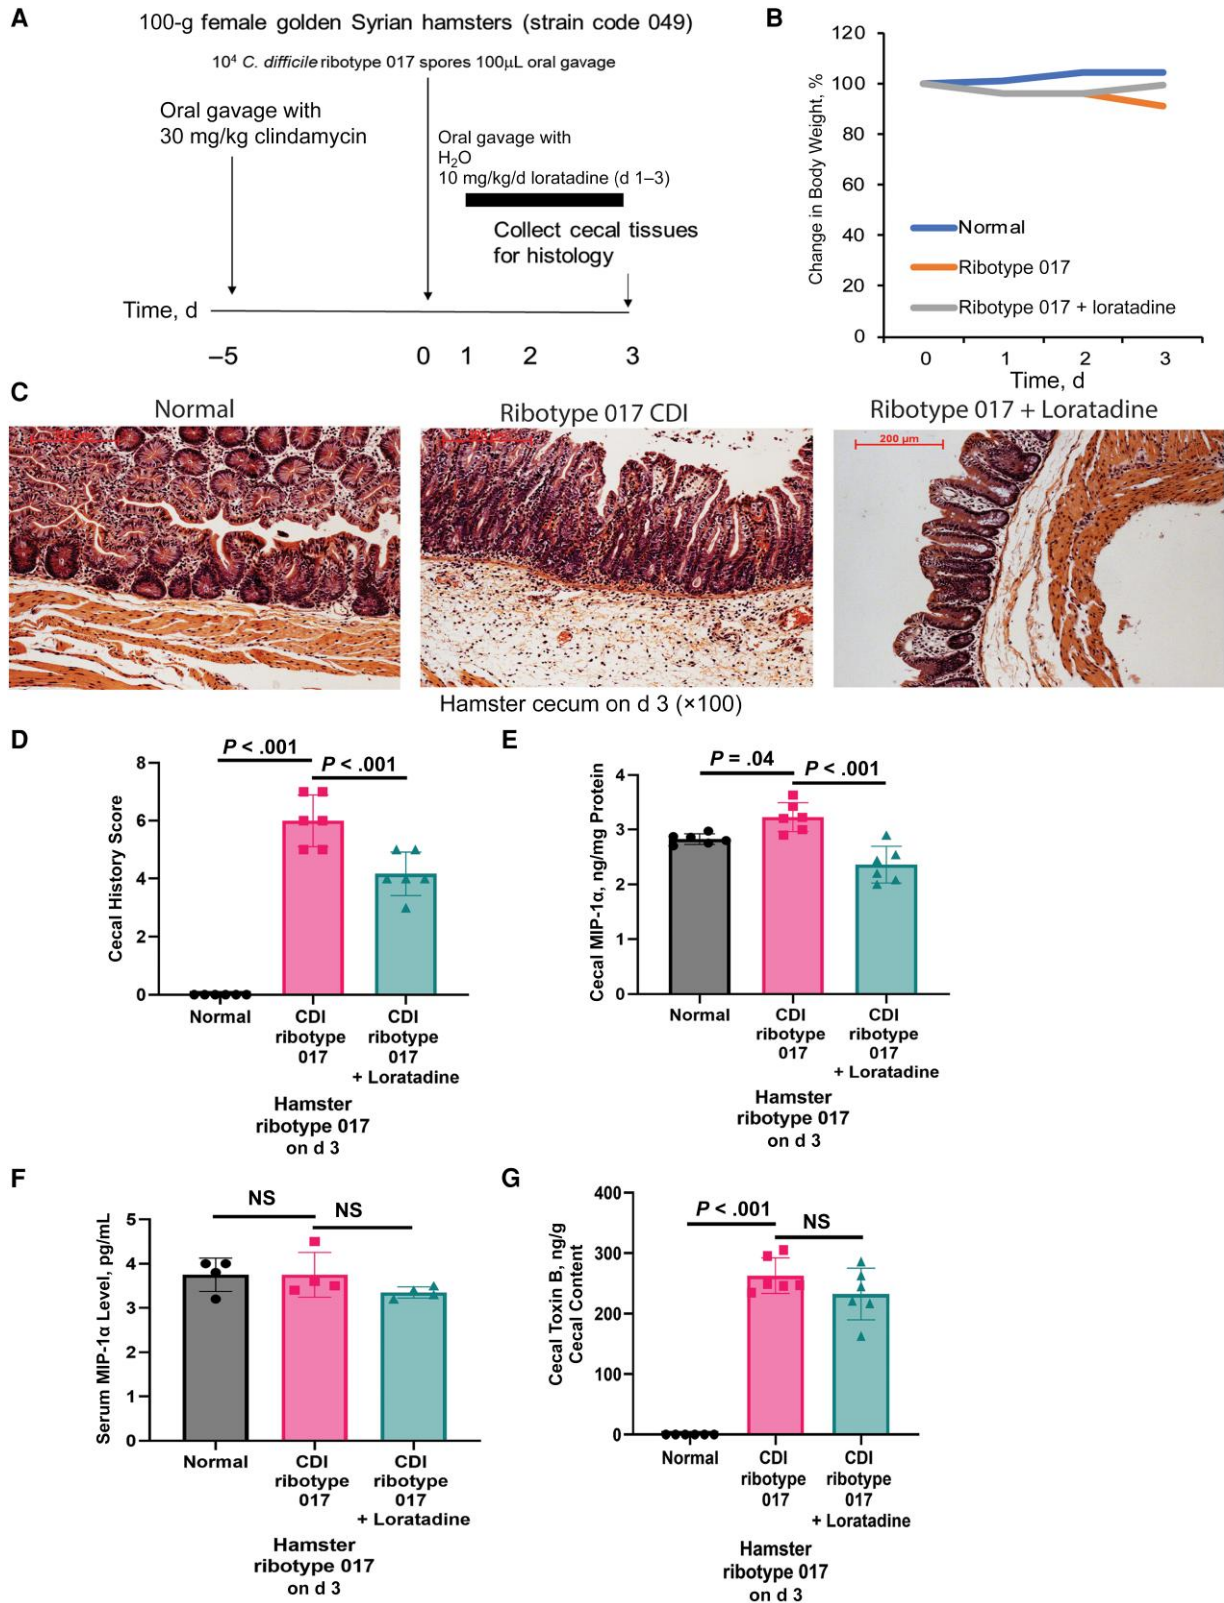 A
100-g female golden Syrian hamsters (strain code 049)
10⁴ C. difficile ribotype 017 spores 100µL oral gavage
Oral gavage with
30 mg/kg clindamycin
Oral gavage with
H₂O
10 mg/kg/d loratadine (d 1–3)
Collect cecal tissues
for histology
Time, d
–5 0 1 2 3
B
Change in Body Weight, %
120
100
80
60
40
20
0
Normal
Ribotype 017
Ribotype 017 + loratadine
0 1 2 3
Time, d
C
Normal
Ribotype 017 CDI
Ribotype 017 + Loratadine
200 µm
Hamster cecum on d 3 (×100)
D
P < .001
P < .001
Cecal History Score
8
6
4
2
0
Normal
CDI
ribotype
017
CDI
ribotype
017
+ Loratadine
Hamster
ribotype 017
on d 3
E
P = .04
P < .001
Cecal MIP-1α, ng/mg Protein
4
3
2
1
0
Normal
CDI
ribotype
017
CDI
ribotype
017
+ Loratadine
Hamster
ribotype 017
on d 3
F
NS
NS
Serum MIP-1α Level, pg/mL
5
4
3
2
1
0
Normal
CDI
ribotype
017
CDI
ribotype
017
+ Loratadine
Hamster
ribotype 017
on d 3
G
P < .001
NS
Cecal Toxin B, ng/g
Cecal Content
400
300
200
100
0
Normal
CDI
ribotype
017
CDI
ribotype
017
+ Loratadine
Hamster
ribotype 017
on d 3